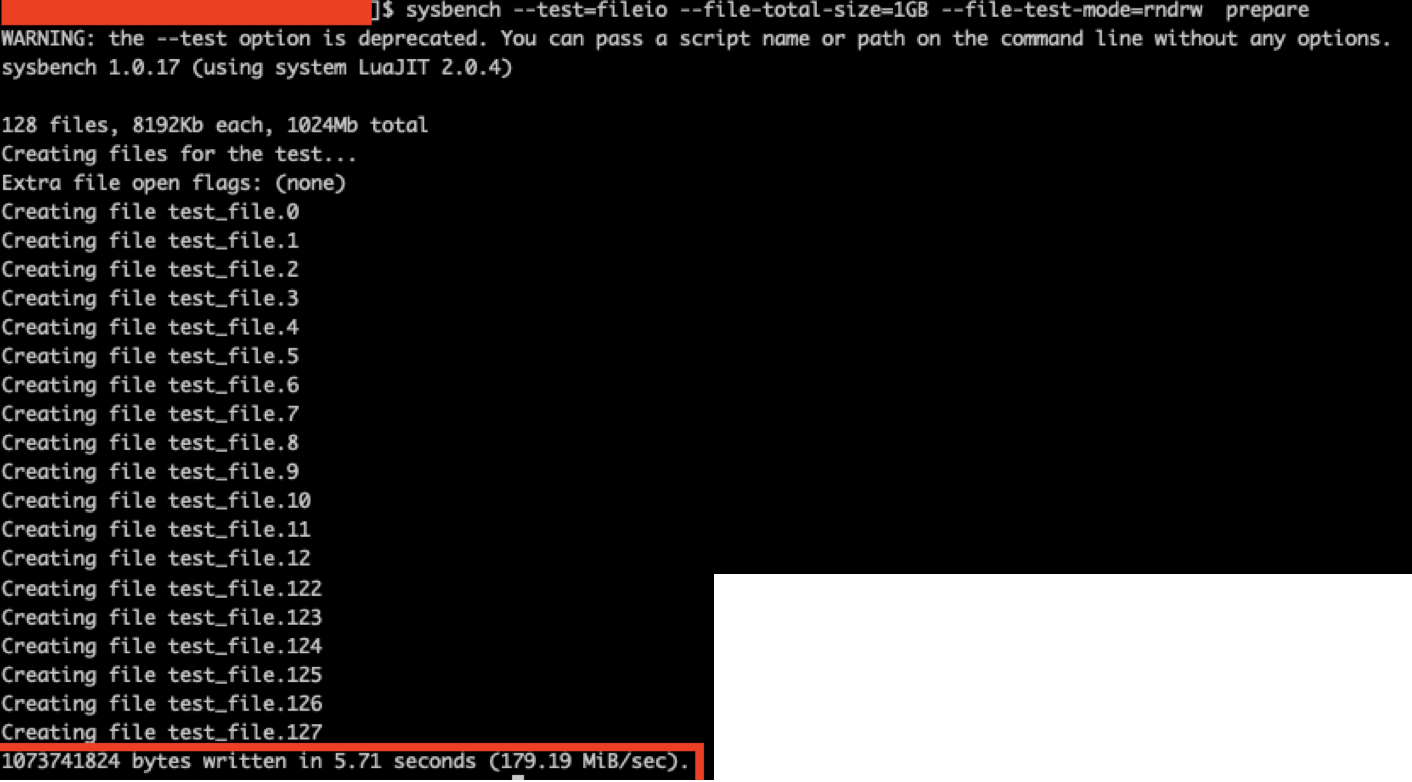 ]$ sysbench --test=fileio --file-total-size=1GB --file-test-mode=rndrw  prepare
WARNING: the --test option is deprecated. You can pass a script name or path on the command line without any options.
sysbench 1.0.17 (using system LuaJIT 2.0.4)
128 files, 8192Kb each, 1024Mb total
Creating files for the test...
Extra file open flags: (none)
Creating file test_file.0
Creating file test_file.1
Creating file test_file.2
Creating file test_file.3
Creating file test_file.4
Creating file test_file.5
Creating file test_file.6
Creating file test_file.7
Creating file test_file.8
Creating file test_file.9
Creating file test_file.10
Creating file test_file.11
Creating file test_file.12
Creating file test_file.122
Creating file test_file.123
Creating file test_file.124
Creating file test_file.125
Creating file test_file.126
Creating file test_file.127
1073741824 bytes written in 5.71 seconds (179.19 MiB/sec).